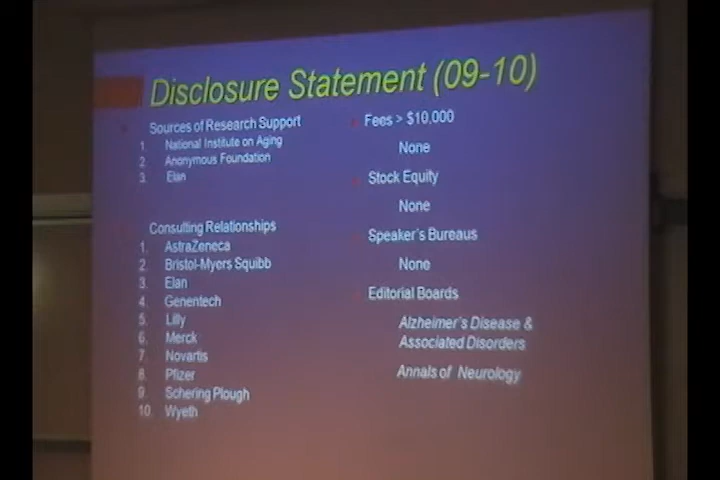 Disclosure Statement (09-10)
Sources of Research Support
1. National Institute on Aging
2. Anonymous Foundation
3. Elan
Consulting Relationships
1. AstraZeneca
2. Bristol-Myers Squibb
3. Elan
4. Genentech
5. Lilly
6. Merck
7. Novartis
8. Pfizer
9. Schering Plough
10. Wyeth
Fees > $10,000
None
Stock Equity
None
Speaker's Bureaus
None
Editorial Boards
Alzheimer's Disease &
Associated Disorders
Annals of Neurology